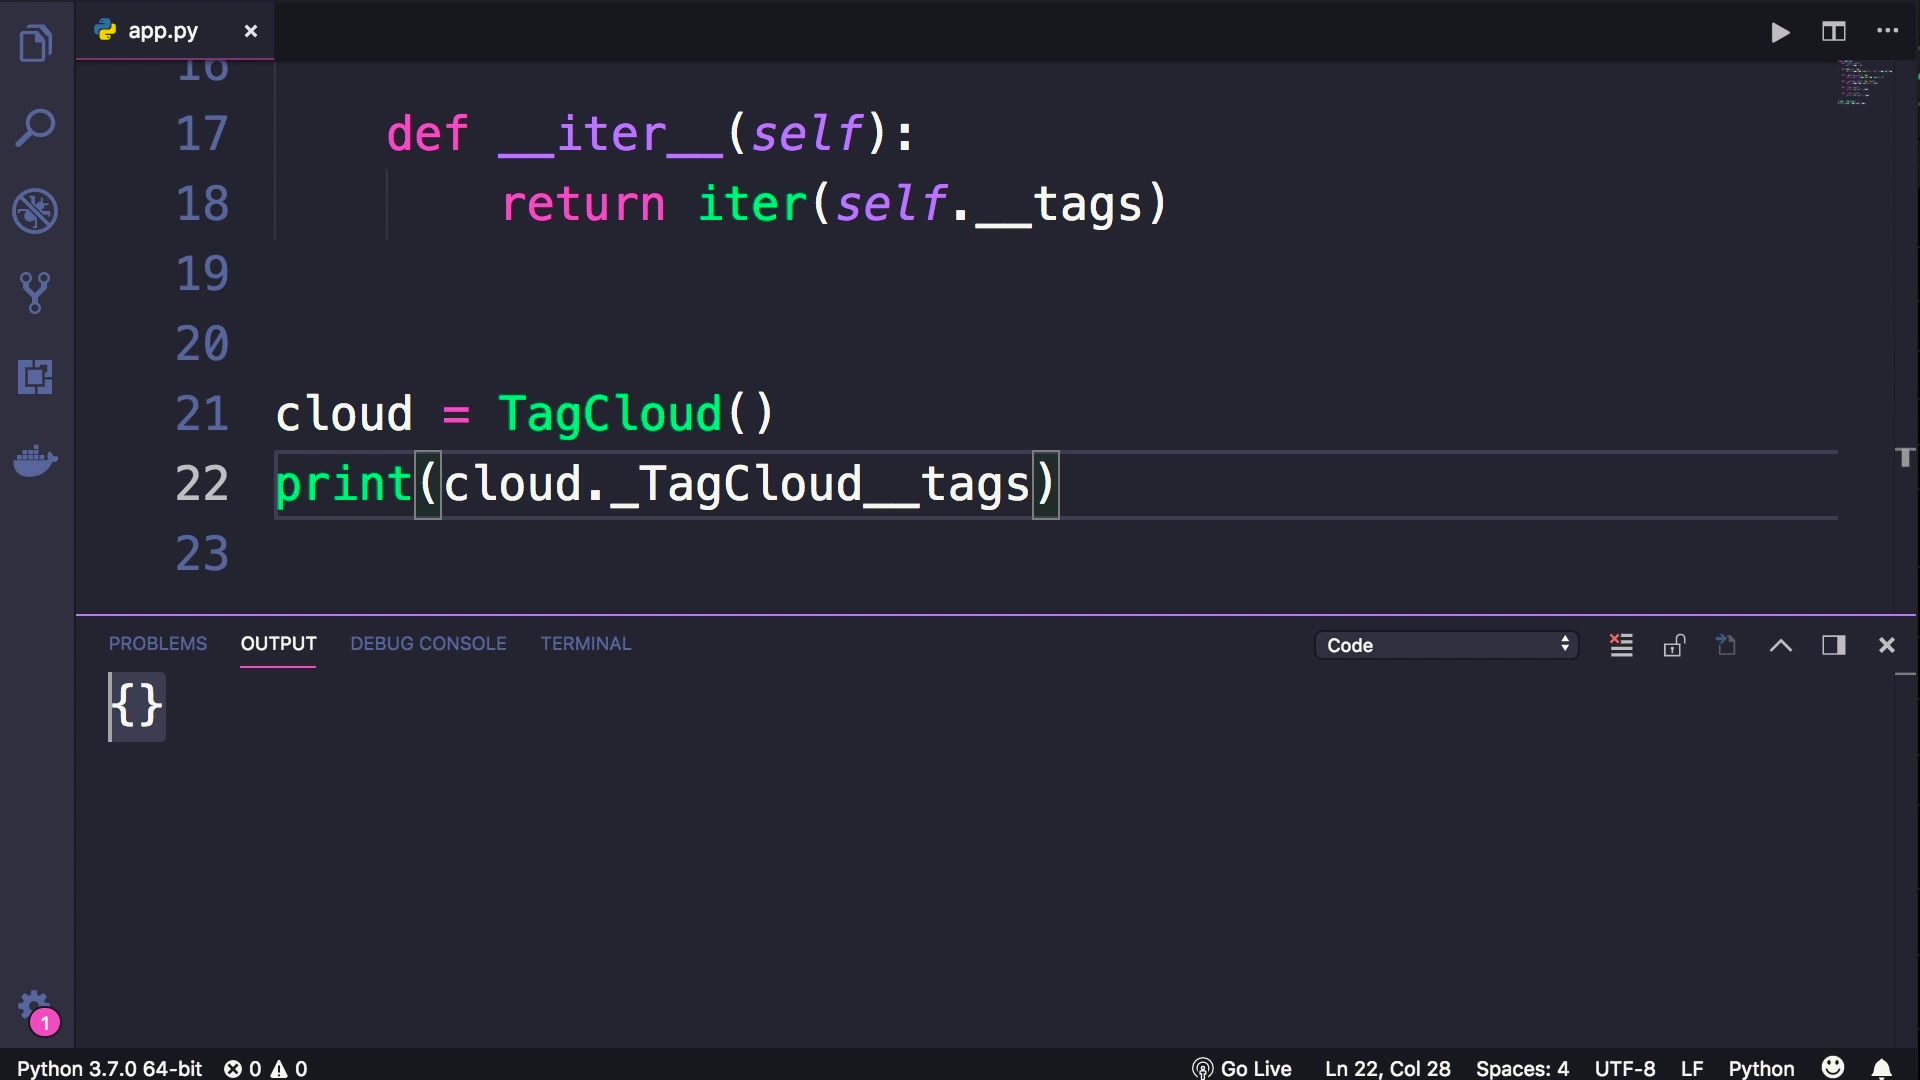 app.py
16
17 def __iter__(self):
18 return iter(self.__tags)
19
20
21 cloud = TagCloud()
22 print(cloud._TagCloud__tags)
23
PROBLEMS OUTPUT DEBUG CONSOLE TERMINAL Code
{}
1
Python 3.7.0 64-bit 0 0 Go Live Ln 22, Col 28 Spaces: 4 UTF-8 LF Python